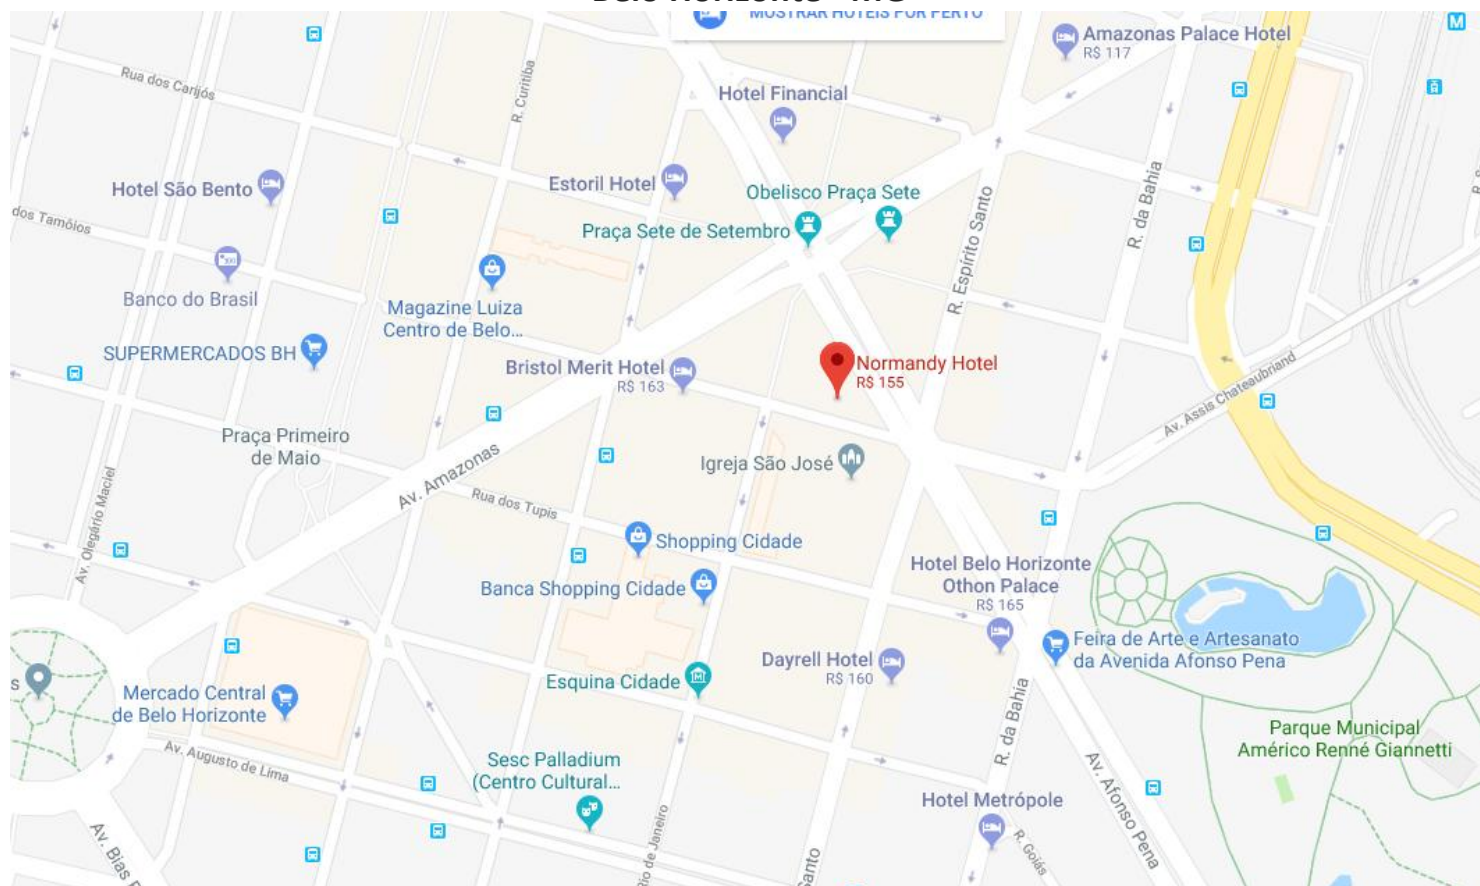 Belo Horizonte - MG
MOSTRAR HOTÉIS POR PERTO
Amazonas Palace Hotel
R$ 117
Rua dos Carijós
R. Curitiba
Hotel Financial
Hotel São Bento
Estoril Hotel
Obelisco Praça Sete
Praça Sete de Setembro
R. Espírito Santo
R. da Bahia
dos Tamóios
Banco do Brasil
Magazine Luiza
Centro de Belo...
SUPERMERCADOS BH
Bristol Merit Hotel
R$ 163
Normandy Hotel
R$ 155
Av. Assis Chateaubriand
Praça Primeiro
de Maio
Av. Amazonas
Igreja São José
Av. Olegário Maciel
Rua dos Tupis
Shopping Cidade
Banca Shopping Cidade
Hotel Belo Horizonte
Othon Palace
R$ 165
Feira de Arte e Artesanato
da Avenida Afonso Pena
Dayrell Hotel
R$ 160
Esquina Cidade
s
Mercado Central
de Belo Horizonte
R. da Bahia
Parque Municipal
Américo Renné Giannetti
Av. Augusto de Lima
Sesc Palladium
(Centro Cultural...
Av. Afonso Pena
Hotel Metrópole
R. Goiás
Av. Bias
Rio de Janeiro
Santo
M